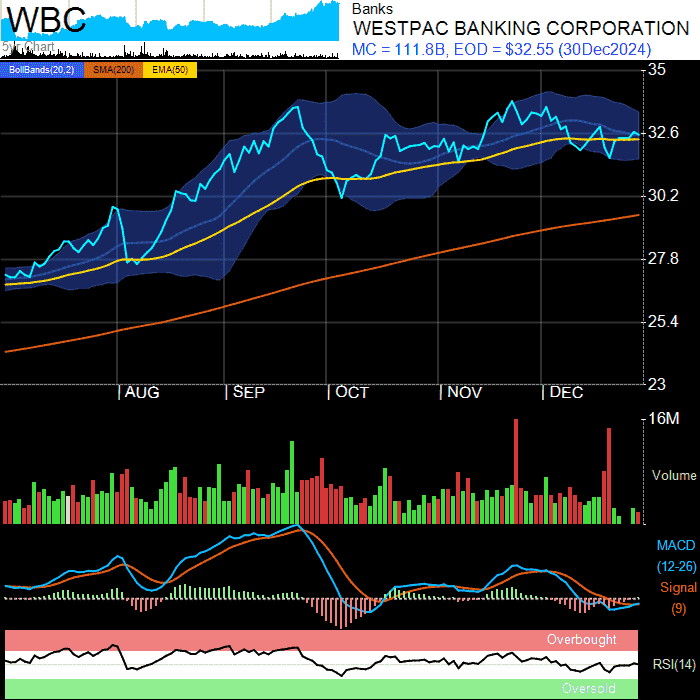 WBC
5yr Chart
Banks
WESTPAC BANKING CORPORATION
MC = 111.8B, EOD = $32.55 (30Dec2024)
BollBands(20,2) SMA(200) EMA(50)
35
32.6
30.2
27.8
25.4
23
AUG SEP OCT NOV DEC
16M
Volume
MACD
(12-26)
Signal
(9)
Overbought
RSI(14)
Oversold